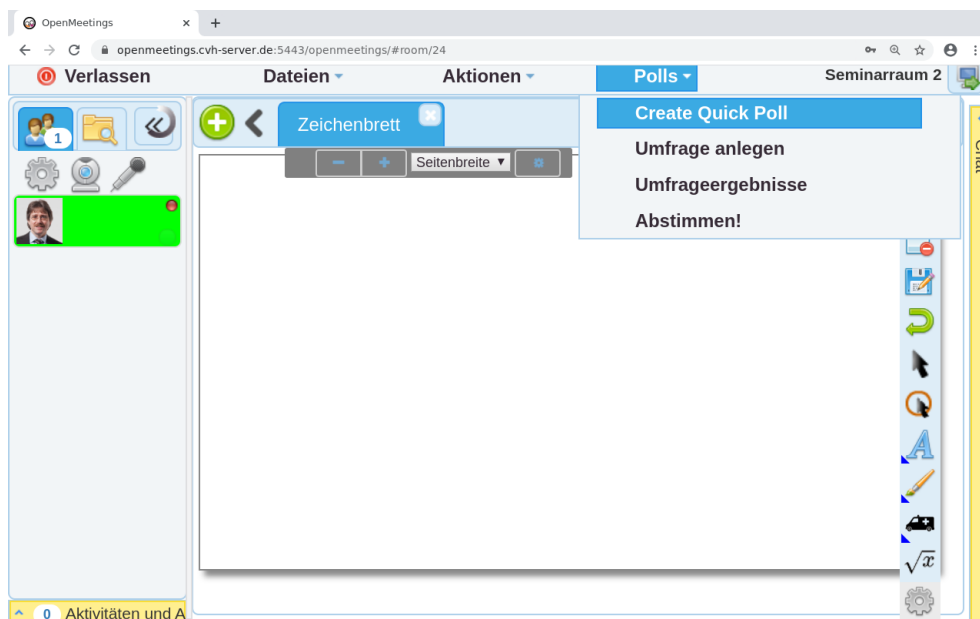 OpenMeetings
openmeetings.cvh-server.de:5443/openmeetings/#room/24
Verlassen Dateien Aktionen Polls Seminarraum 2
Create Quick Poll
Umfrage anlegen
Umfrageergebnisse
Abstimmen!
1
Zeichenbrett
Seitenbreite
Chat
A
√x
0 Aktivitäten und A